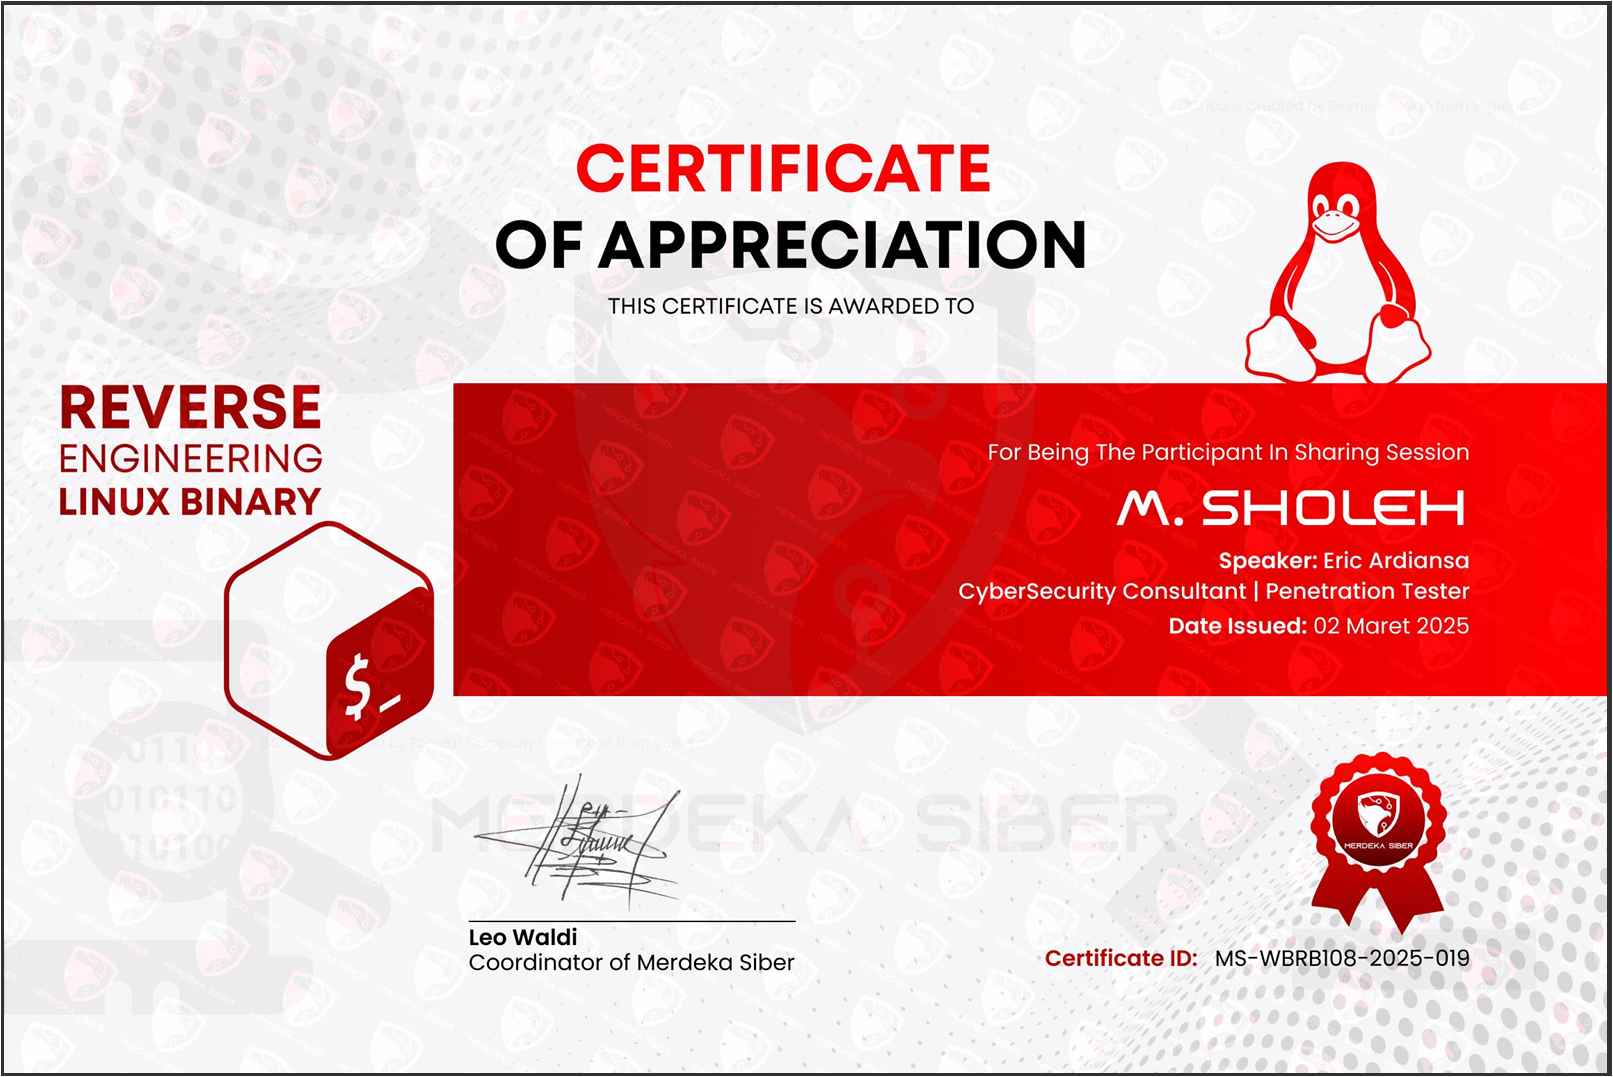 CERTIFICATE
OF APPRECIATION
THIS CERTIFICATE IS AWARDED TO
REVERSE
ENGINEERING
LINUX BINARY
$_
For Being The Participant In Sharing Session
M. SHOLEH
Speaker: Eric Ardiansa
CyberSecurity Consultant | Penetration Tester
Date Issued: 02 Maret 2025
MERDEKA SIBER
MERDEKA SIBER
Leo Waldi
Coordinator of Merdeka Siber
Certificate ID: MS-WBRB108-2025-019